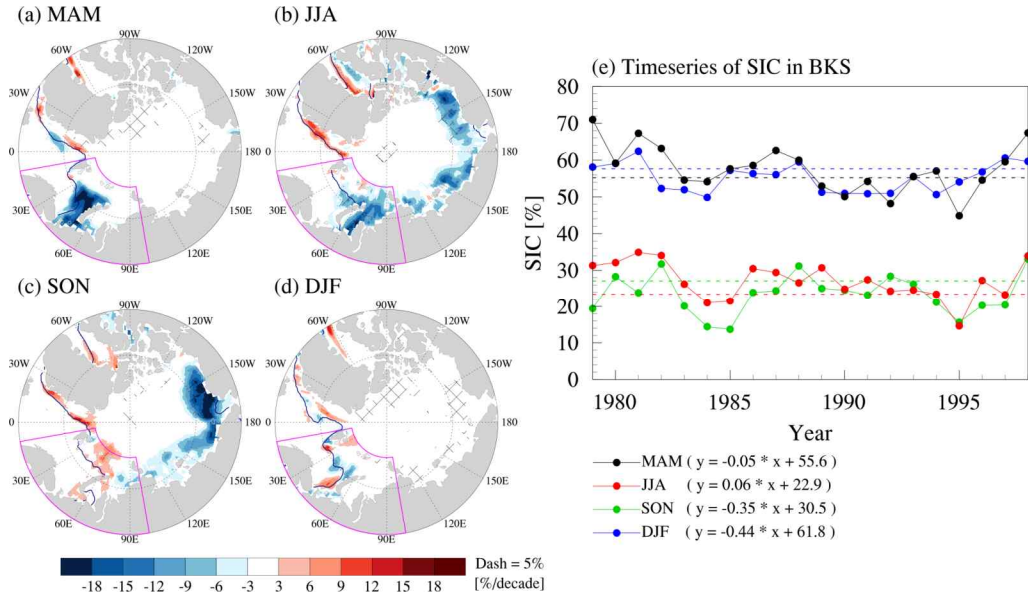 (a) MAM
90W
60W
120W
30W
150W
0
180
30E
150E
60E
120E
90E
(b) JJA
90W
60W
120W
30W
150W
0
180
30E
150E
60E
120E
90E
(c) SON
90W
60W
120W
30W
150W
0
180
30E
150E
60E
120E
90E
(d) DJF
90W
60W
120W
30W
150W
0
180
30E
150E
60E
120E
90E
Dash = 5%
[%/decade]
-18 -15 -12 -9 -6 -3 3 6 9 12 15 18
(e) Timeseries of SIC in BKS
SIC [%]
80
70
60
50
40
30
20
10
0
1980 1985 1990 1995
Year
MAM ( y = -0.05 * x + 55.6 )
JJA ( y = 0.06 * x + 22.9 )
SON ( y = -0.35 * x + 30.5 )
DJF ( y = -0.44 * x + 61.8 )